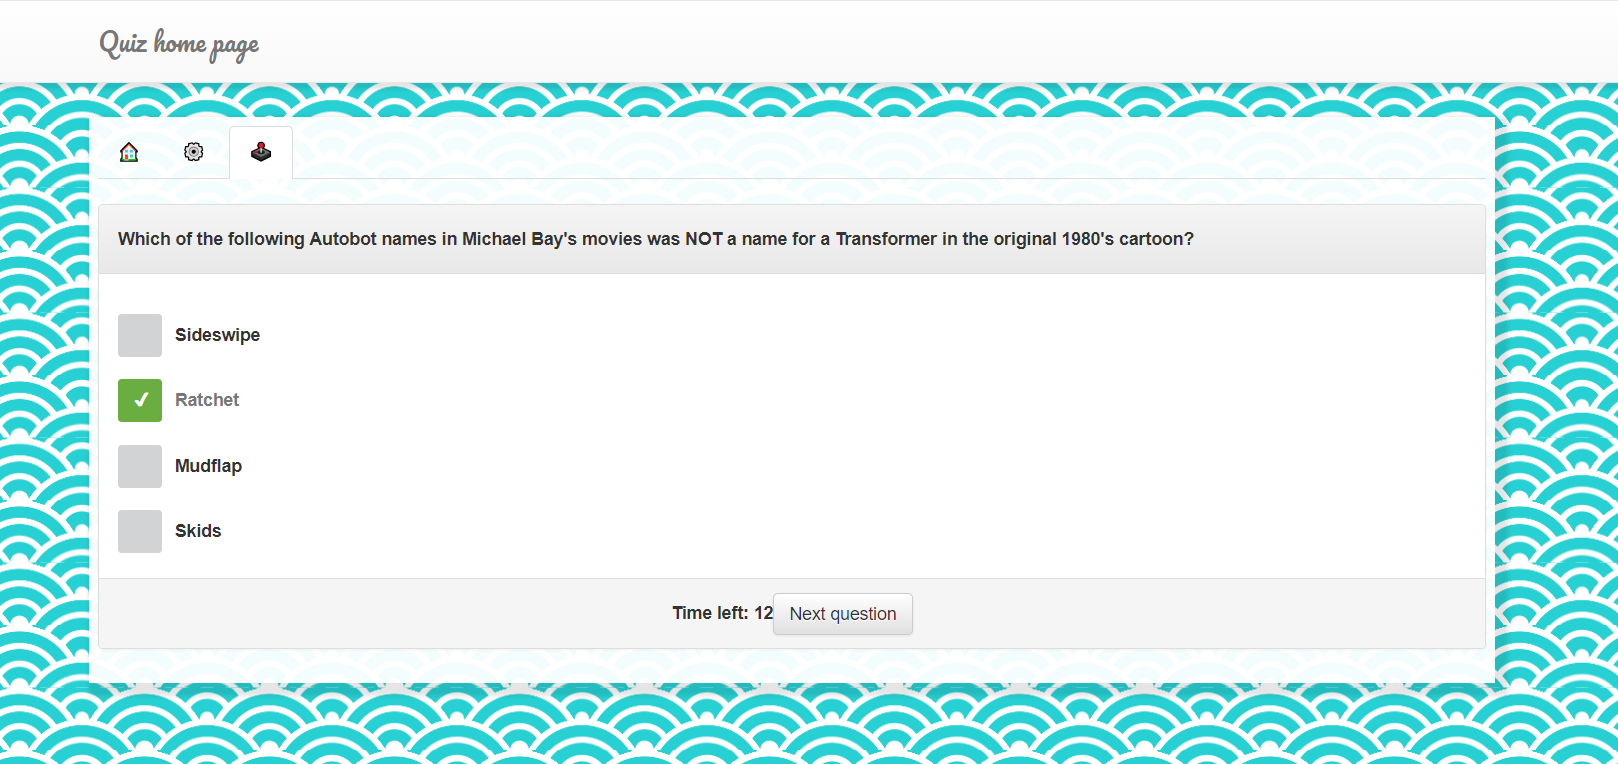 Quiz home page
Which of the following Autobot names in Michael Bay's movies was NOT a name for a Transformer in the original 1980's cartoon?
Sideswipe
Ratchet
Mudflap
Skids
Time left: 12 Next question